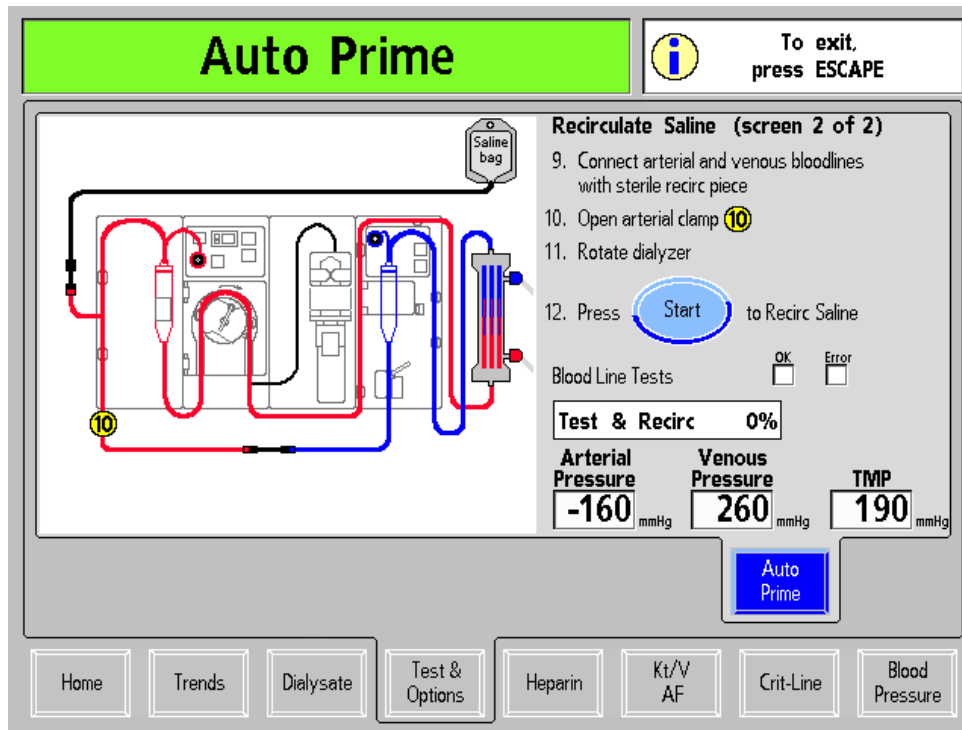 Auto Prime
To exit,
press ESCAPE
Saline
bag
10
Recirculate Saline (screen 2 of 2)
9. Connect arterial and venous bloodlines
with sterile recirc piece
10. Open arterial clamp 10
11. Rotate dialyzer
12. Press Start to Recirc Saline
Blood Line Tests OK Error
Test & Recirc 0%
Arterial
Pressure
-160 mmHg
Venous
Pressure
260 mmHg
TMP
190 mmHg
Auto
Prime
Home
Trends
Dialysate
Test &
Options
Heparin
Kt/V
AF
Crit-Line
Blood
Pressure